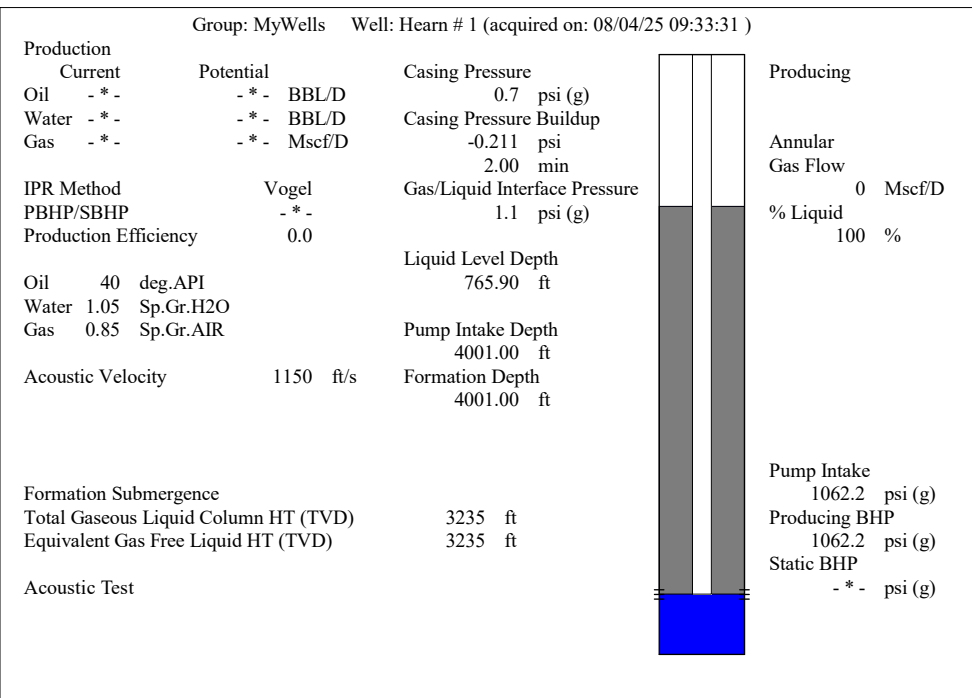 Group: MyWells Well: Hearn # 1 (acquired on: 08/04/25 09:33:31 )
Production
Current Potential
Oil - * - - * - BBL/D
Water - * - - * - BBL/D
Gas - * - - * - Mscf/D
IPR Method Vogel
PBHP/SBHP - * -
Production Efficiency 0.0
Oil 40 deg.API
Water 1.05 Sp.Gr.H2O
Gas 0.85 Sp.Gr.AIR
Acoustic Velocity 1150 ft/s
Formation Submergence
Total Gaseous Liquid Column HT (TVD) 3235 ft
Equivalent Gas Free Liquid HT (TVD) 3235 ft
Acoustic Test
Casing Pressure
0.7 psi (g)
Casing Pressure Buildup
-0.211 psi
2.00 min
Gas/Liquid Interface Pressure
1.1 psi (g)
Liquid Level Depth
765.90 ft
Pump Intake Depth
4001.00 ft
Formation Depth
4001.00 ft
Producing
Annular
Gas Flow
0 Mscf/D
% Liquid
100 %
Pump Intake
1062.2 psi (g)
Producing BHP
1062.2 psi (g)
Static BHP
- * - psi (g)